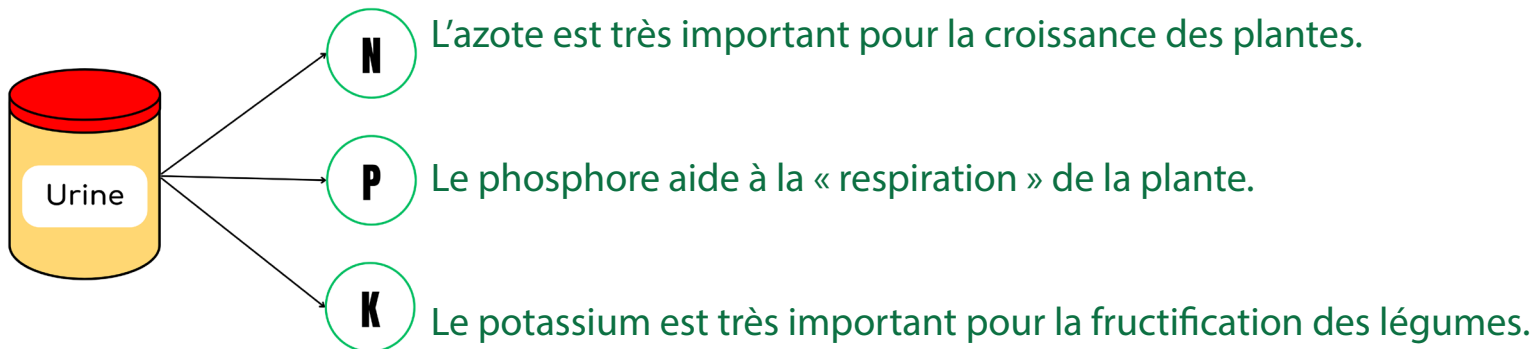 N L’azote est très important pour la croissance des plantes.
Urine
P Le phosphore aide à la « respiration » de la plante.
K Le potassium est très important pour la fructification des légumes.